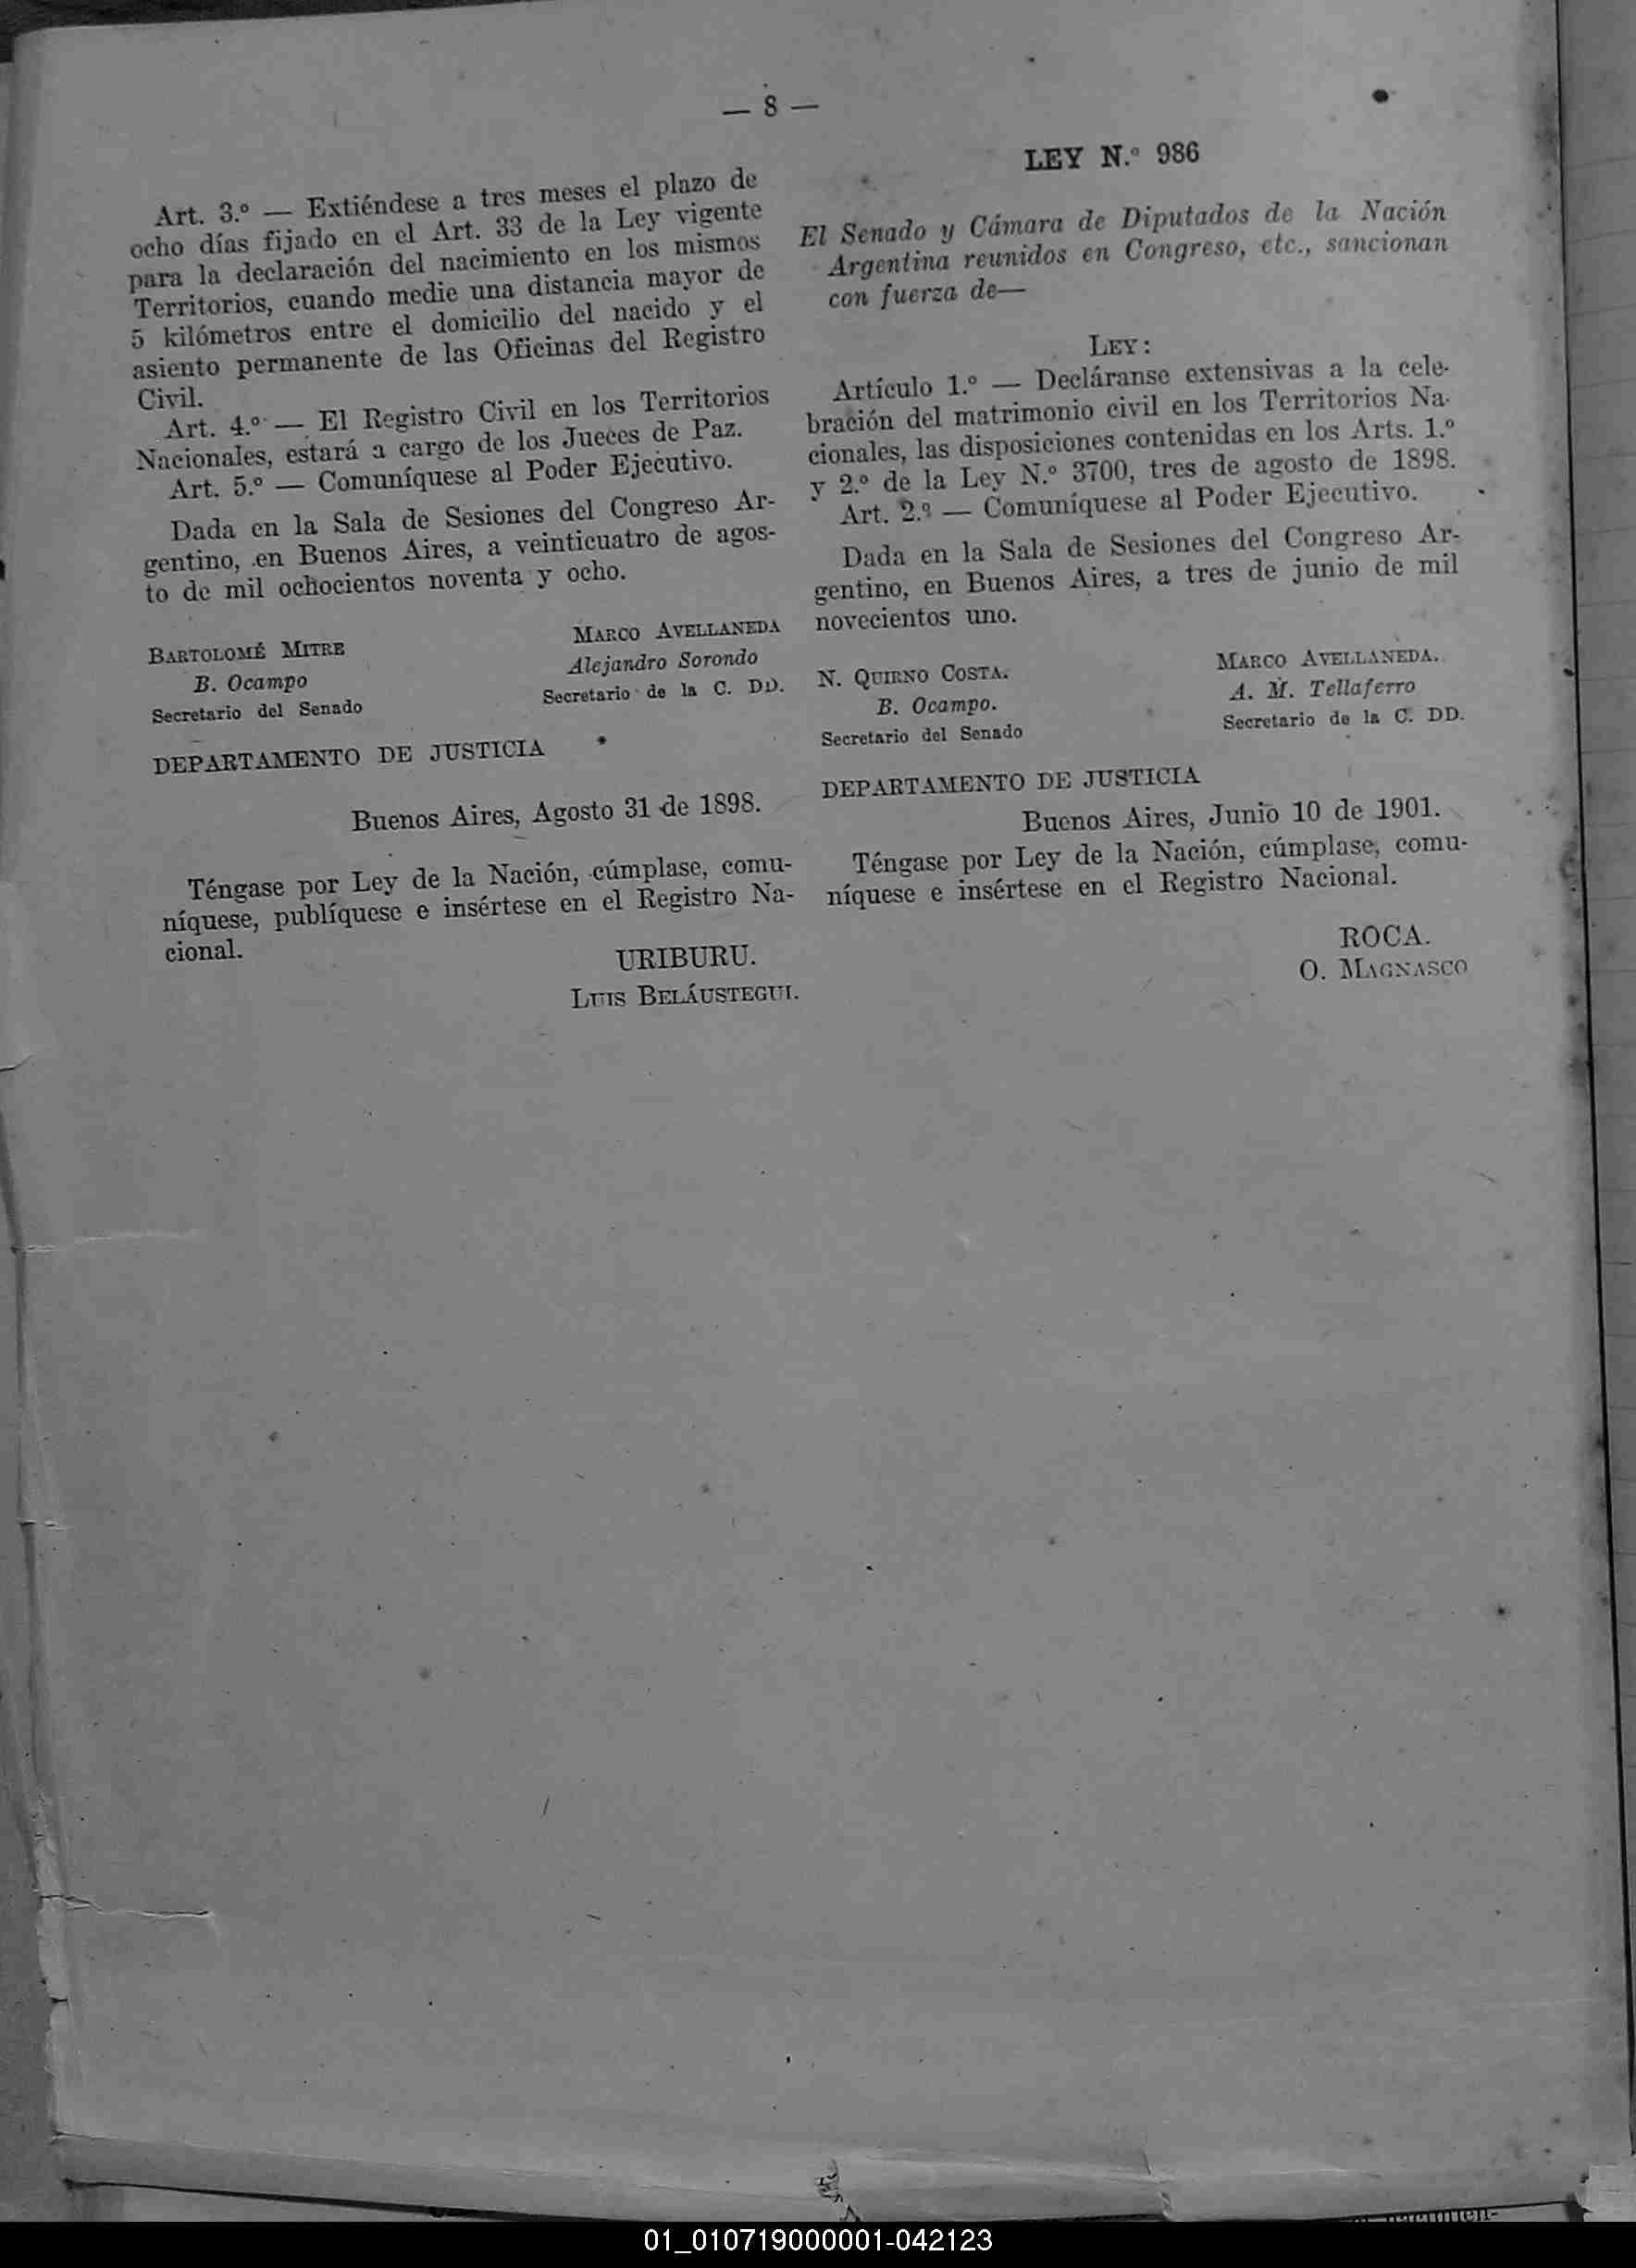 — 8 —
Art. 3.º — Extiéndese a tres meses el plazo de
ocho días fijado en el Art. 33 de la Ley vigente
para la declaración del nacimiento en los mismos
Territorios, cuando medie una distancia mayor de
5 kilómetros entre el domicilio del nacido y el
asiento permanente de las Oficinas del Registro
Civil.
Art. 4.º — El Registro Civil en los Territorios
Nacionales, estará a cargo de los Jueces de Paz.
Art. 5.º — Comuníquese al Poder Ejecutivo.
Dada en la Sala de Sesiones del Congreso Ar-
gentino, en Buenos Aires, a veinticuatro de agos-
to de mil ochocientos noventa y ocho.
BARTOLOMÉ MITRE
B. Ocampo
Secretario del Senado
MARCO AVELLANEDA
Alejandro Sorondo
Secretario de la C. DD.
DEPARTAMENTO DE JUSTICIA
Buenos Aires, Agosto 31 de 1898.
Téngase por Ley de la Nación, cúmplase, comu-
níquese, publíquese e insértese en el Registro Na-
cional.
URIBURU.
LUIS BELÁUSTEGUI.
LEY N.º 986
El Senado y Cámara de Diputados de la Nación
Argentina reunidos en Congreso, etc., sancionan
con fuerza de—
LEY:
Artículo 1.º — Decláranse extensivas a la cele-
bración del matrimonio civil en los Territorios Na-
cionales, las disposiciones contenidas en los Arts. 1.º
y 2.º de la Ley N.º 3700, tres de agosto de 1898.
Art. 2.º — Comuníquese al Poder Ejecutivo.
Dada en la Sala de Sesiones del Congreso Ar-
gentino, en Buenos Aires, a tres de junio de mil
novecientos uno.
N. QUIRNO COSTA.
B. Ocampo.
Secretario del Senado
MARCO AVELLANEDA.
A. M. Tellaferro
Secretario de la C. DD.
DEPARTAMENTO DE JUSTICIA
Buenos Aires, Junio 10 de 1901.
Téngase por Ley de la Nación, cúmplase, comu-
níquese e insértese en el Registro Nacional.
ROCA.
O. MAGNASCO
01_010719000001-042123